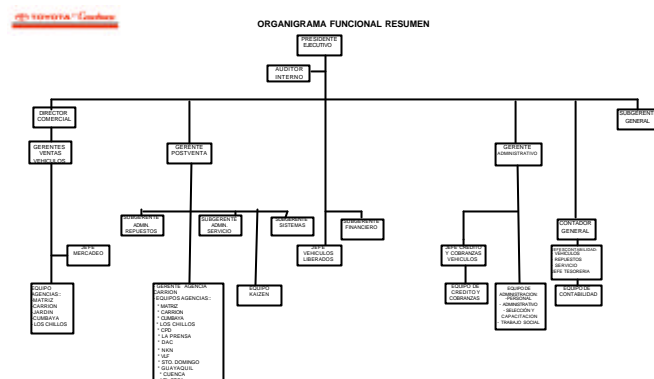 TOYOTA
ORGANIGRAMA FUNCIONAL RESUMEN
PRESIDENTE
EJECUTIVO
AUDITOR
INTERNO
DIRECTOR
COMERCIAL
SUBGERENTE
GENERAL
GERENTES
VENTAS
VEHICULOS
GERENTE
POSTVENTA
GERENTE
ADMINISTRATIVO
SUBGERENTE
ADMIN.
REPUESTOS
SUBGERENTE
ADMIN.
SERVICIO
SUBGERENTE
SISTEMAS
SUBGERENTE
FINANCIERO
CONTADOR
GENERAL
JEFE
MERCADEO
JEFE
VEHICULOS
LIBERADOS
JEFE CREDITO
Y COBRANZAS
VEHICULOS
VEHICULOS
REPUESTOS
SERVICIO
JEFE TESORERIA
EQUIPO
AGENCIAS:
-MATRIZ
-CARRION
-JARDIN
-CUMBAYA
-LOS CHILLOS
GERENTE AGENCIA
CARRION
EQUIPOS AGENCIAS:
* MATRIZ
* CARRION
* CUMBAYA
* LOS CHILLOS
* CPD
* LA PRENSA
* DAC
* NKN
* VLF
* STO. DOMINGO
* GUAYAQUIL
* CUENCA
EQUIPO
KAIZEN
EQUIPO DE
CREDITO Y
COBRANZAS
EQUIPO DE
ADMINISTRACION:
-PERSONAL
- ADMINISTRATIVO
- SELECCIÓN Y
CAPACITACIÓN
- TRABAJO SOCIAL
EQUIPO DE
CONTABILIDAD